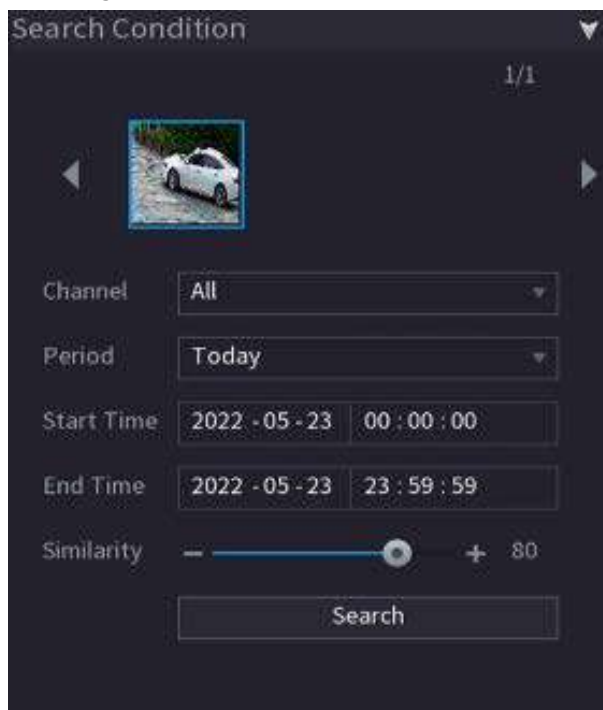 Search Condition
1/1
Channel All
Period Today
Start Time 2022 - 05 - 23 00 : 00 : 00
End Time 2022 - 05 - 23 23 : 59 : 59
Similarity 80
Search